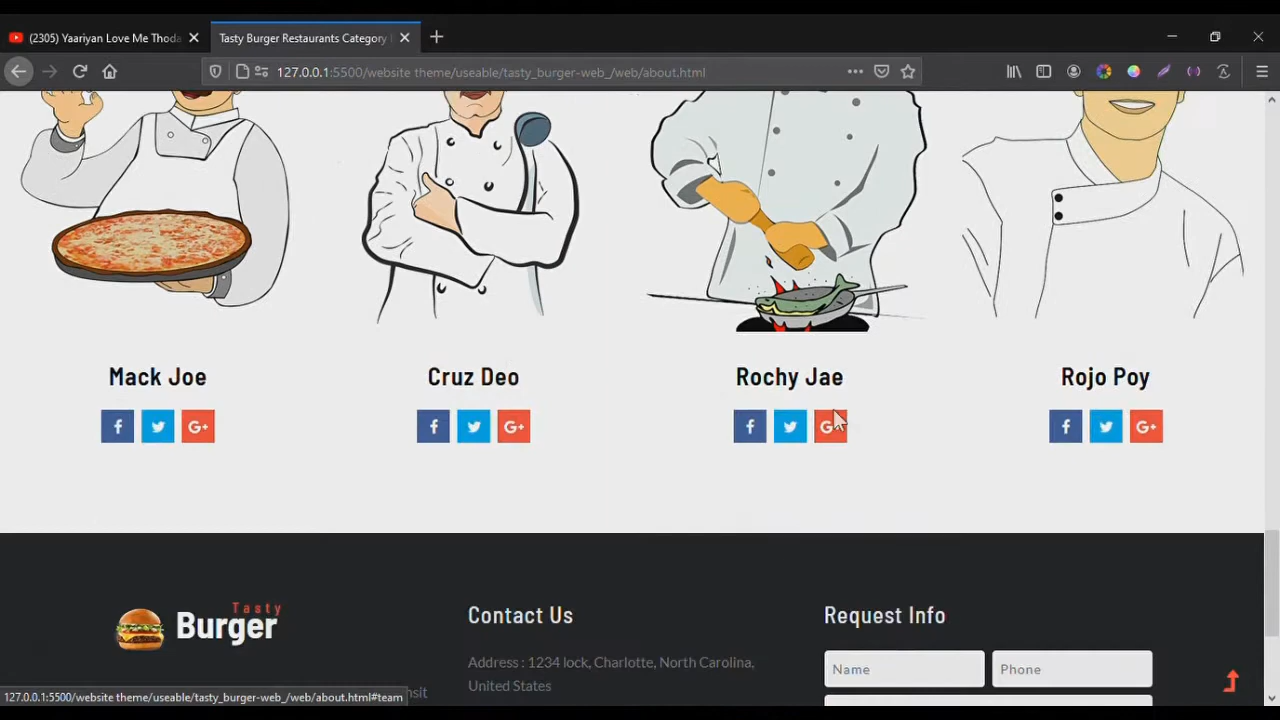 (2305) Yaariyan Love Me Thoda
Tasty Burger Restaurants Category
127.0.0.1:5500/website theme/useable/tasty_burger-web_/web/about.html
Mack Joe
Cruz Deo
Rochy Jae
Rojo Poy
f
G+
f
G+
f
G+
f
G+
Tasty
Burger
Contact Us
Request Info
Address : 1234 lock, Charlotte, North Carolina,
United States
Name
Phone
127.0.0.1:5500/website theme/useable/tasty_burger-web_/web/about.html#team